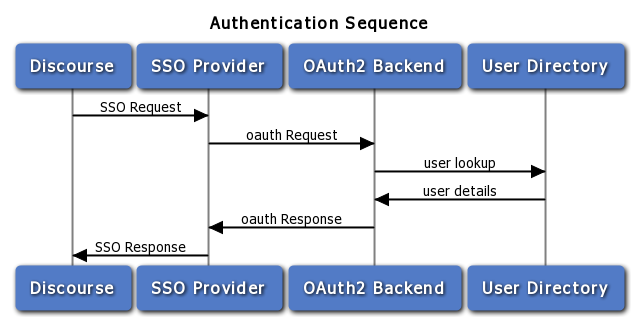 Authentication Sequence
Discourse SSO Provider OAuth2 Backend User Directory
SSO Request
oauth Request
user lookup
user details
oauth Response
SSO Response
Discourse SSO Provider OAuth2 Backend User Directory